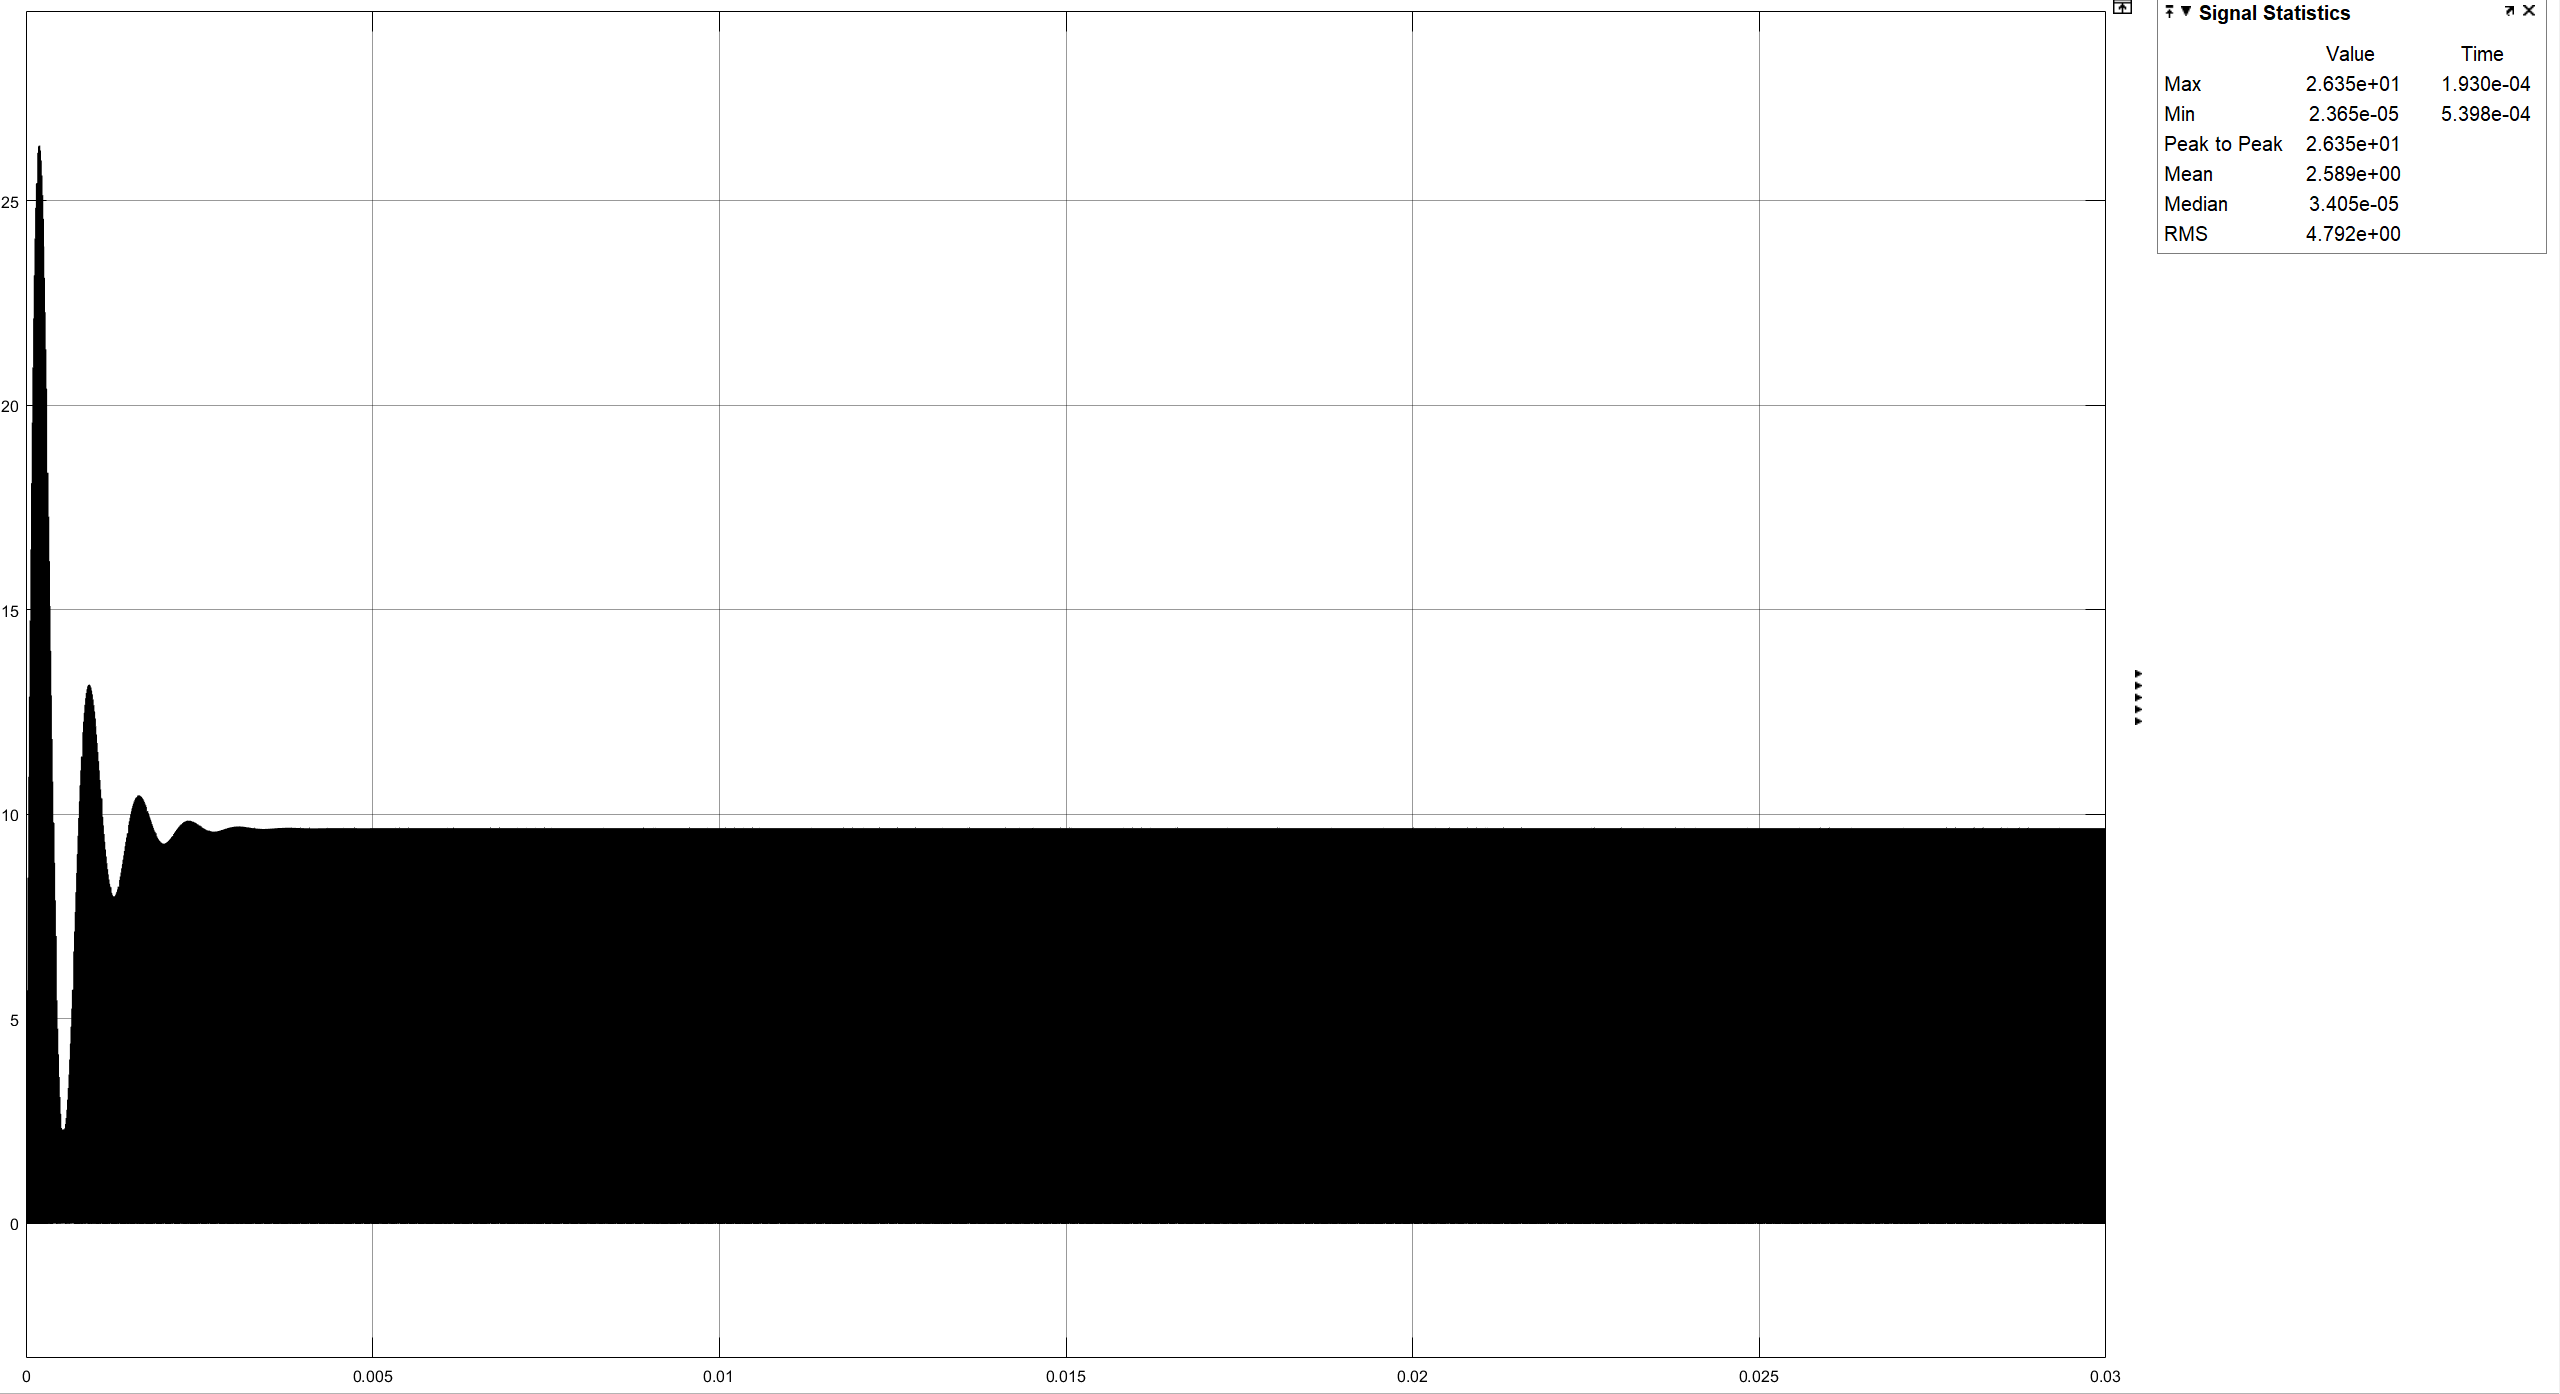 25
20
15
10
5
0
0 0.005 0.01 0.015 0.02 0.025 0.03
Signal Statistics
Value Time
Max 2.635e+01 1.930e-04
Min 2.365e-05 5.398e-04
Peak to Peak 2.635e+01
Mean 2.589e+00
Median 3.405e-05
RMS 4.792e+00